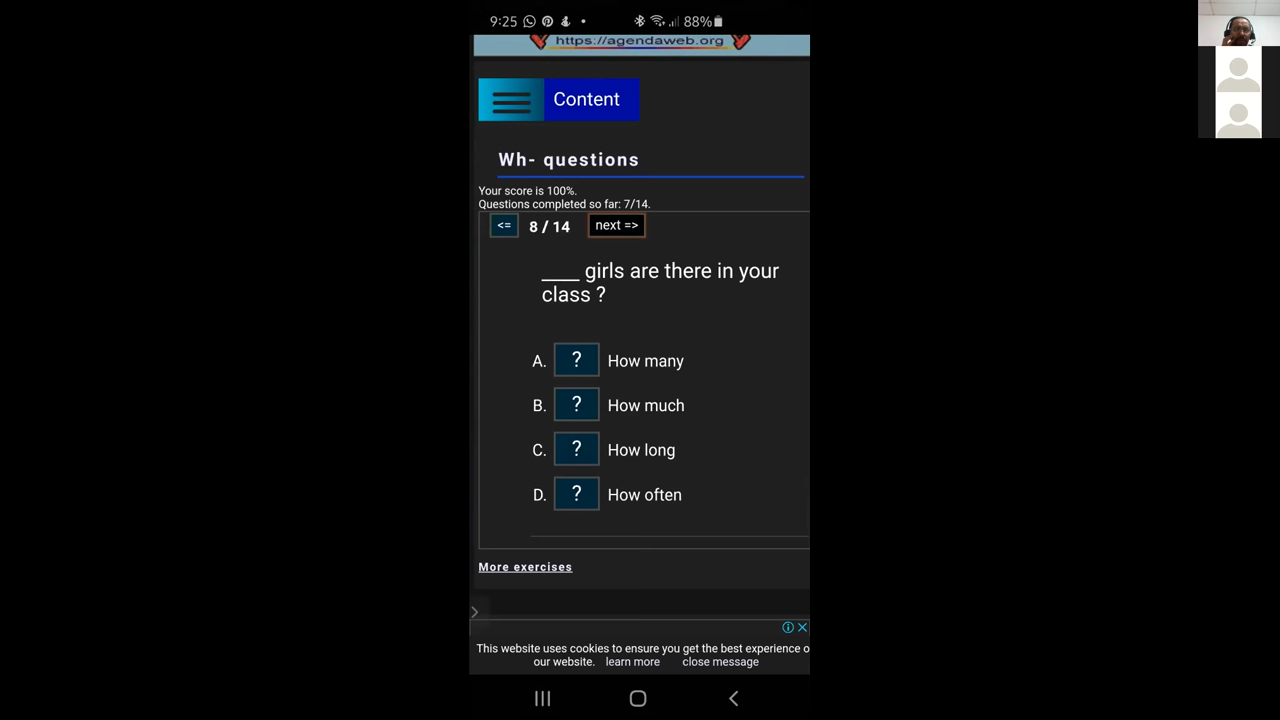 9:25 88%
https://agendaweb.org
Content
Wh- questions
Your score is 100%.
Questions completed so far: 7/14.
<= 8 / 14 next =>
____ girls are there in your
class ?
A. ? How many
B. ? How much
C. ? How long
D. ? How often
More exercises
This website uses cookies to ensure you get the best experience o
our website. learn more close message